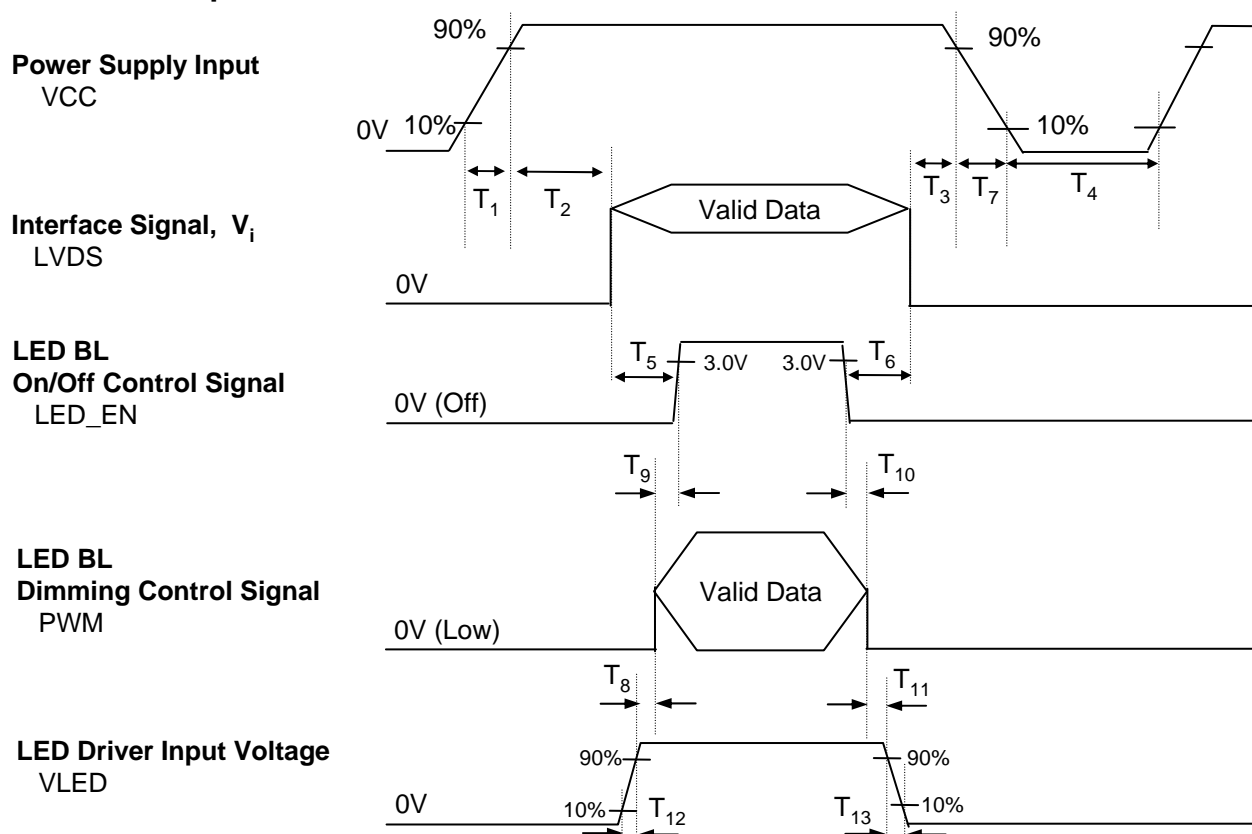 90%
90%
Power Supply Input
VCC
0V 10%
10%
T1 T2 T3 T7 T4
Valid Data
Interface Signal, Vi
LVDS
0V
LED BL
On/Off Control Signal
LED_EN
T5 3.0V 3.0V T6
0V (Off)
T9 T10
LED BL
Dimming Control Signal
PWM
Valid Data
0V (Low)
T8 T11
LED Driver Input Voltage
VLED
90% 90%
0V 10% T12 T13 10%